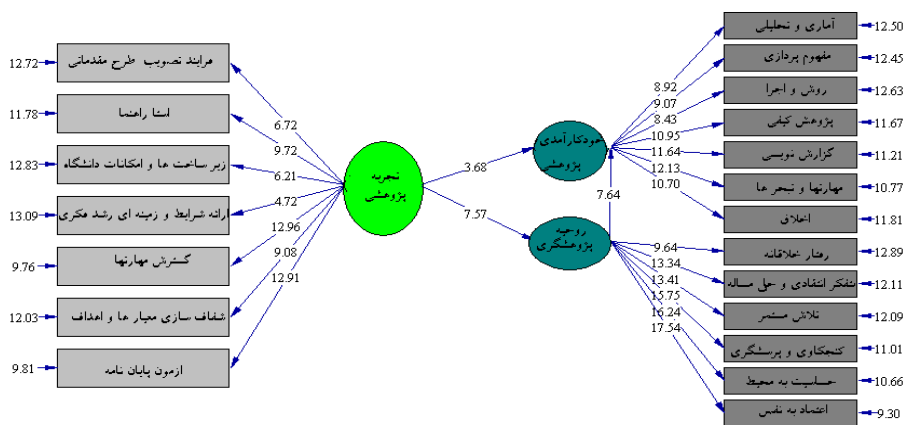 فرایند تصویب طرح مقدماتی
12.72
استا راهنما
11.78
زیر ساخت ها و امکانات دانشگاه
12.83
ارائه شرایط و زمینه ای رشد فکری
13.09
گسترش مهارتها
9.76
شفاف سازی معیار ها و اهداف
12.03
ازمون پایان نامه
9.81
6.72
9.72
6.21
4.72
12.96
9.08
12.91
تجربه
پژوهشی
3.68
7.57
خودکارآمدی
پژوهشی
7.64
روحیه
پژوهشگری
8.92
9.07
8.43
10.95
11.64
12.13
10.70
9.64
13.34
13.41
15.75
16.24
17.54
آماری و تحلیلی
12.50
مفهوم پردازی
12.45
روش و اجرا
12.63
پژوهش کیفی
11.67
گزارش نویسی
11.21
مهارتها و تبحر ها
10.77
اخلاق
11.81
رفتار خلاقانه
12.89
تفکر انتقادی و حل مساله
12.11
تلاش مستمر
12.09
کنجکاوی و پرسشگری
11.01
حساسیت به محیط
10.66
اعتماد به نفس
9.30